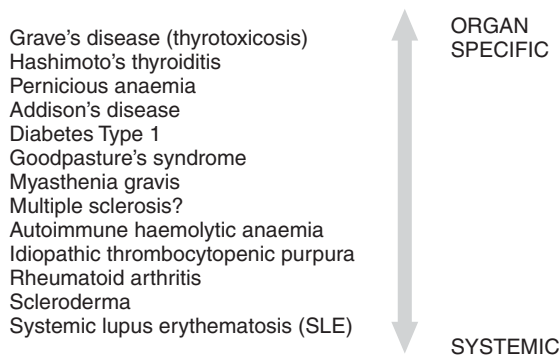 Grave's disease (thyrotoxicosis)
Hashimoto's thyroiditis
Pernicious anaemia
Addison's disease
Diabetes Type 1
Goodpasture's syndrome
Myasthenia gravis
Multiple sclerosis?
Autoimmune haemolytic anaemia
Idiopathic thrombocytopenic purpura
Rheumatoid arthritis
Scleroderma
Systemic lupus erythematosis (SLE)
ORGAN
SPECIFIC
SYSTEMIC